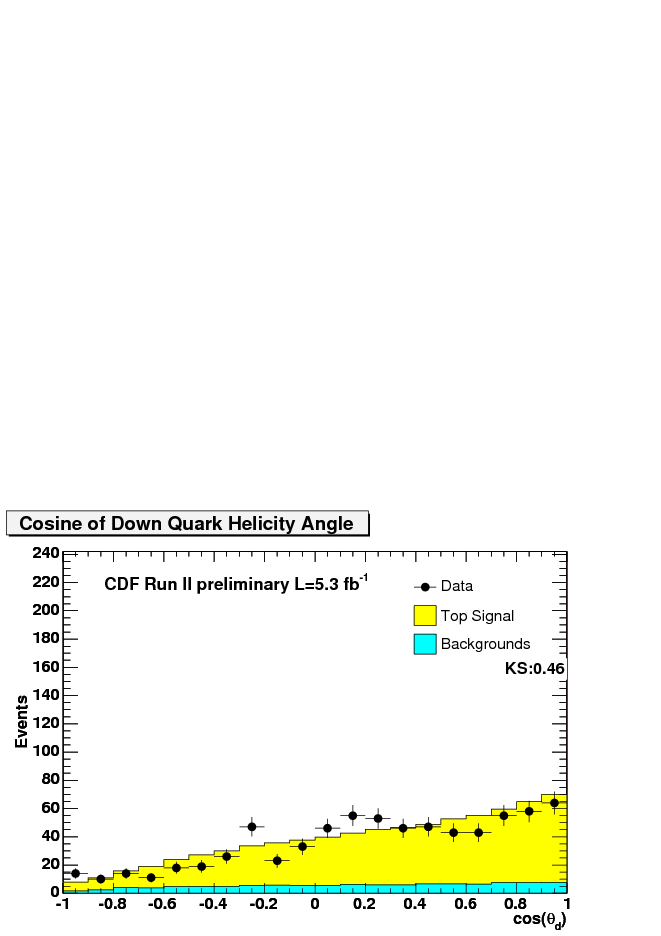 Cosine of Down Quark Helicity Angle
CDF Run II preliminary L=5.3 fb⁻¹
Data
Top Signal
Backgrounds
KS:0.46
Events
240
220
200
180
160
140
120
100
80
60
40
20
0
-1 -0.8 -0.6 -0.4 -0.2 0 0.2 0.4 0.6 0.8 1
cos(θd)